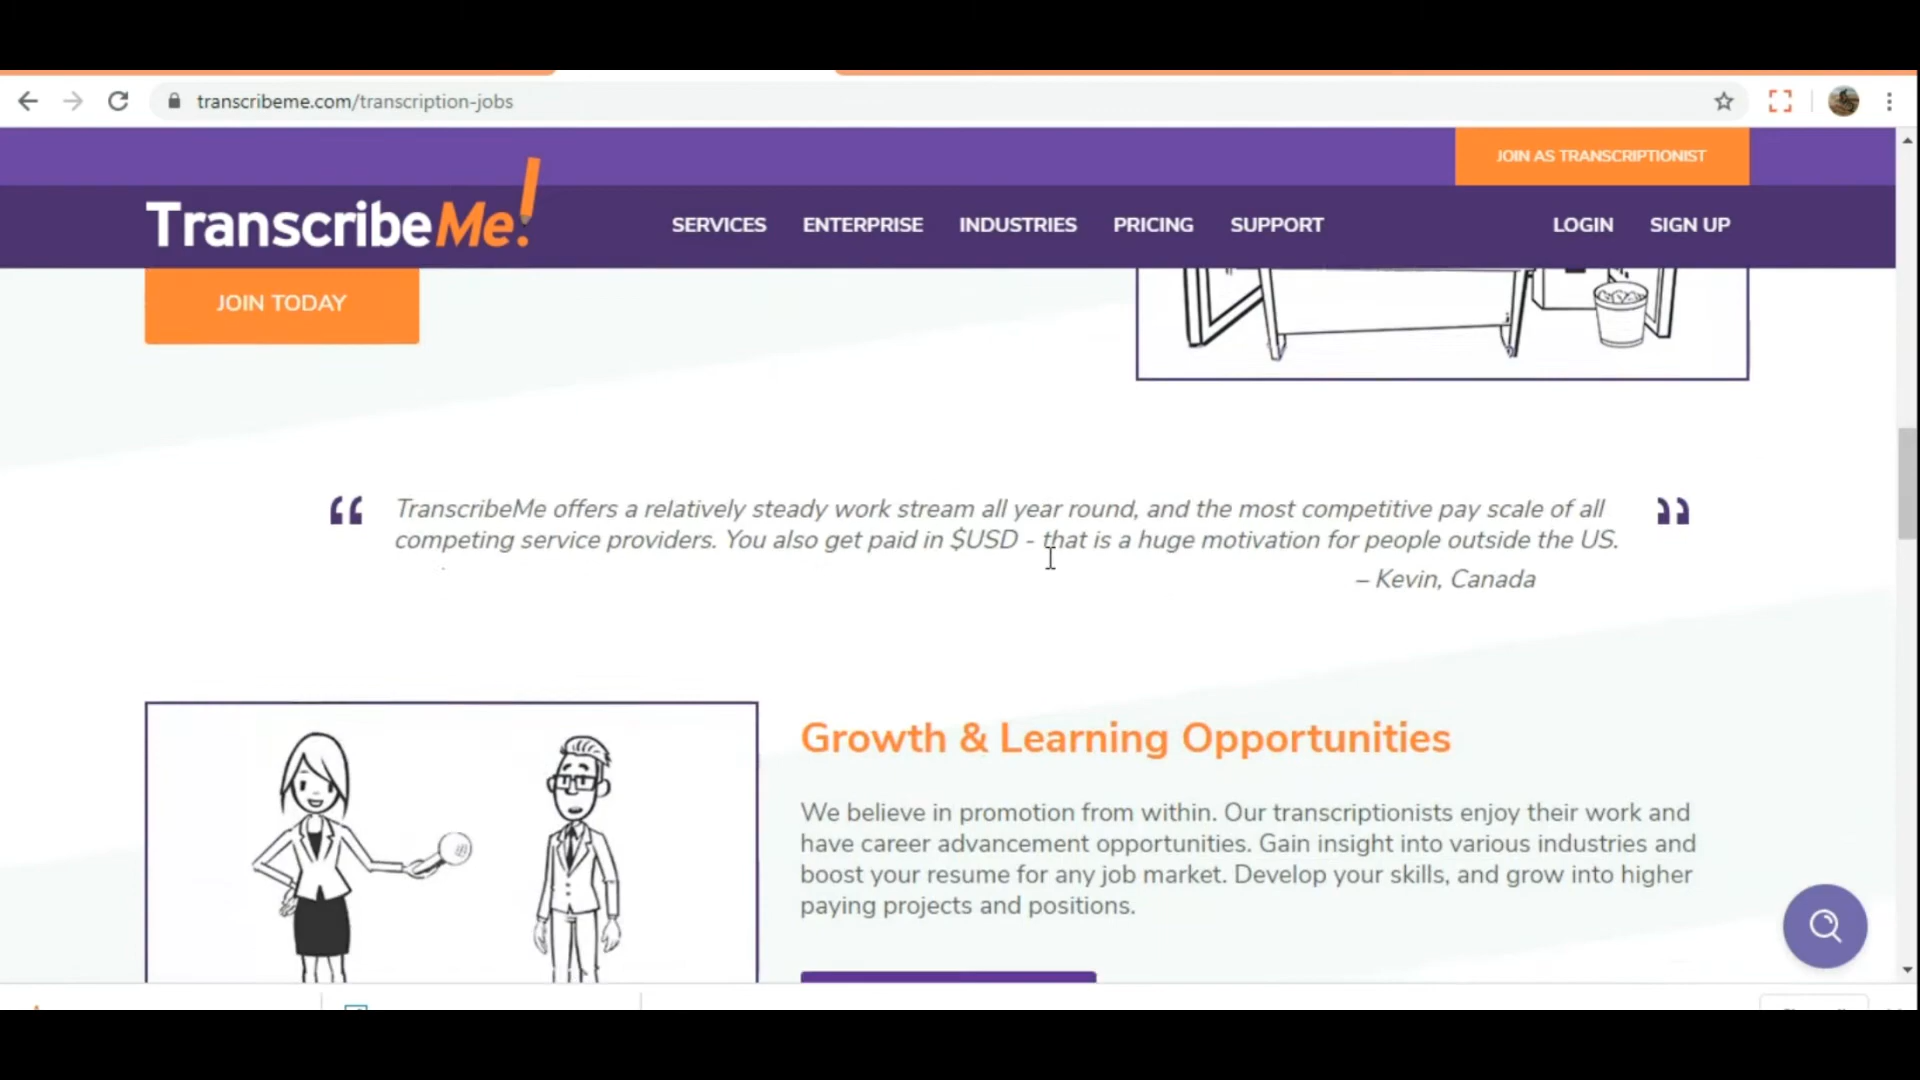 transcribeme.com/transcription-jobs
JOIN AS TRANSCRIPTIONIST
TranscribeMe!
SERVICES ENTERPRISE INDUSTRIES PRICING SUPPORT LOGIN SIGN UP
JOIN TODAY
“ TranscribeMe offers a relatively steady work stream all year round, and the most competitive pay scale of all ”
competing service providers. You also get paid in $USD - that is a huge motivation for people outside the US.
– Kevin, Canada
Growth & Learning Opportunities
We believe in promotion from within. Our transcriptionists enjoy their work and
have career advancement opportunities. Gain insight into various industries and
boost your resume for any job market. Develop your skills, and grow into higher
paying projects and positions.